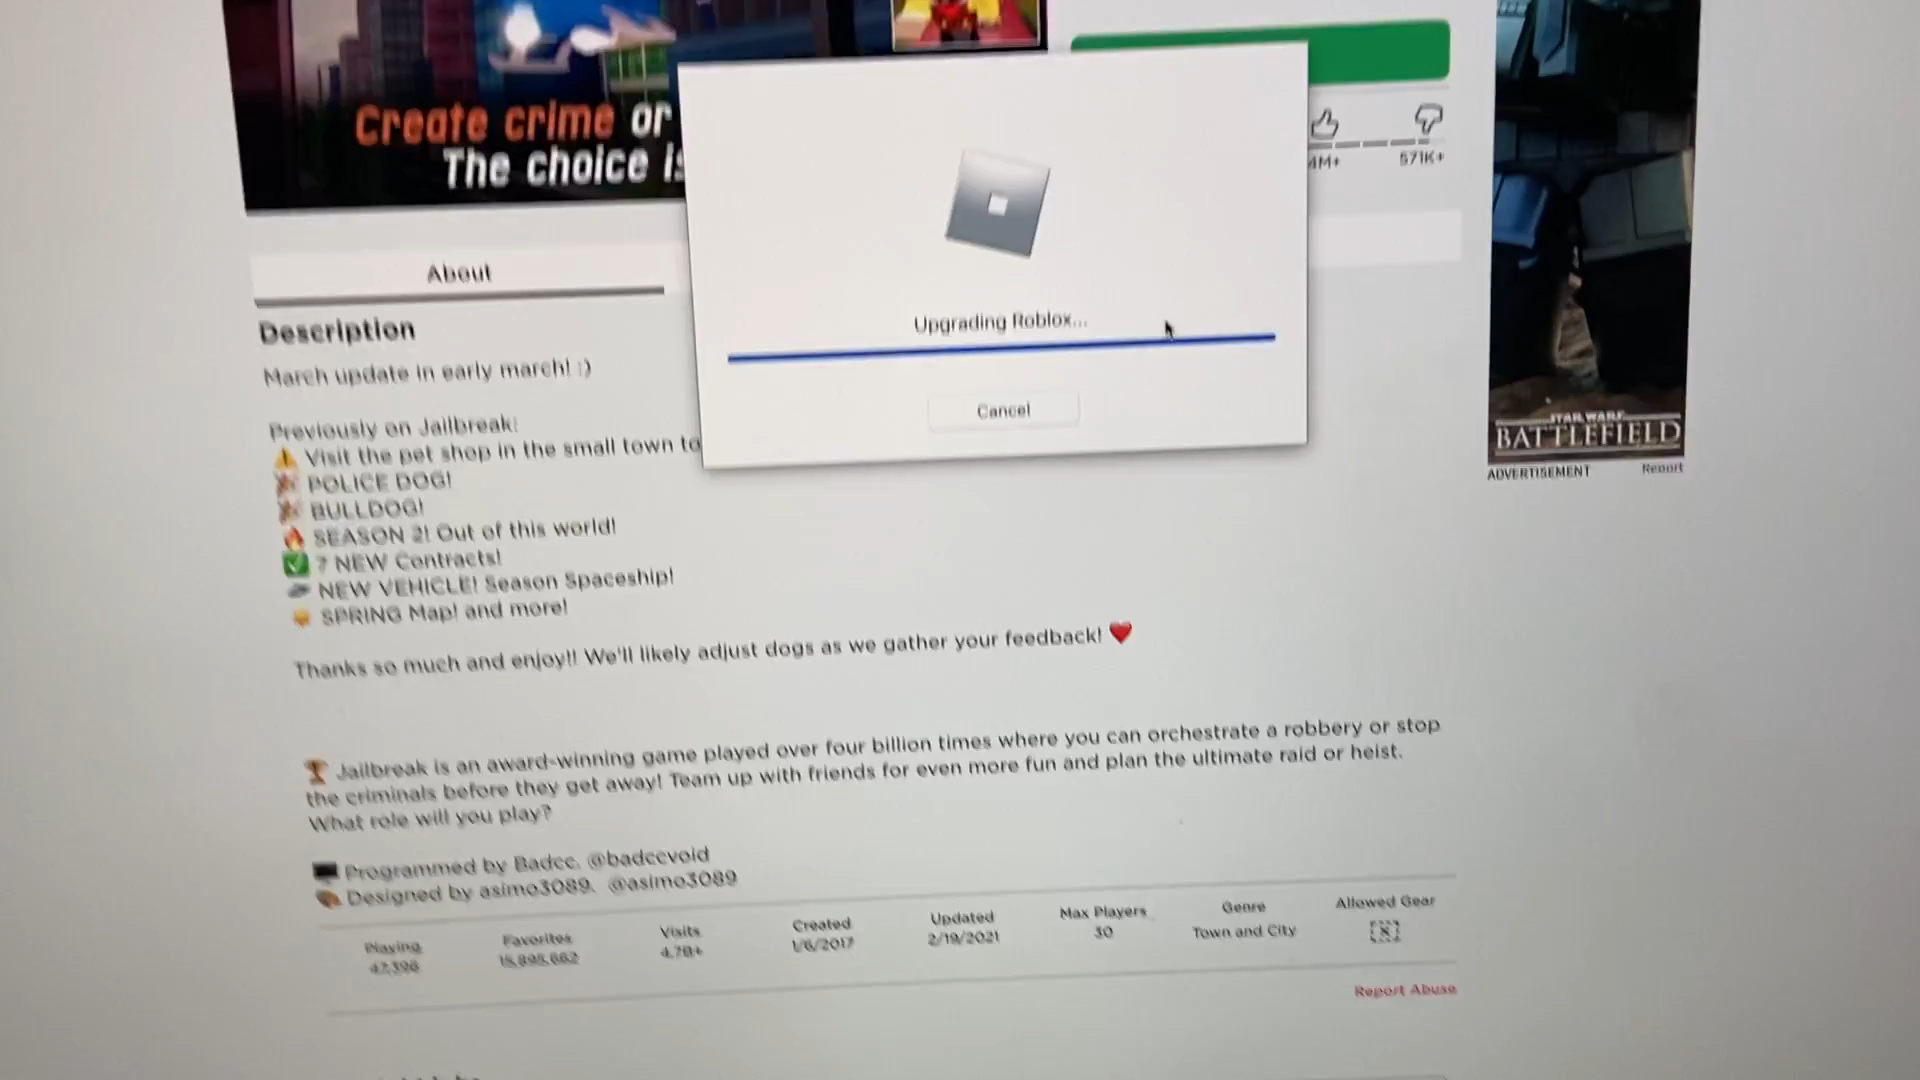 Create crime or
The choice is
4M+
571K+
Upgrading Roblox...
Cancel
About
Description
March update in early march! :)
Previously on Jailbreak:
⚠️ Visit the pet shop in the small town to
POLICE DOG!
BULLDOG!
🔥 SEASON 2! Out of this world!
✅ 7 NEW Contracts!
NEW VEHICLE! Season Spaceship!
SPRING Map! and more!
Thanks so much and enjoy!! We'll likely adjust dogs as we gather your feedback! ❤️
🏆 Jailbreak is an award-winning game played over four billion times where you can orchestrate a robbery or stop
the criminals before they get away! Team up with friends for even more fun and plan the ultimate raid or heist.
What role will you play?
🖥️ Programmed by Badcc, @badccvoid
🎨 Designed by asimo3089, @asimo3089
Playing
47,396
Favorites
15,895,662
Visits
4.7B+
Created
1/6/2017
Updated
2/19/2021
Max Players
30
Genre
Town and City
Allowed Gear
Report Abuse
STAR WARS
BATTLEFIELD
ADVERTISEMENT
Report